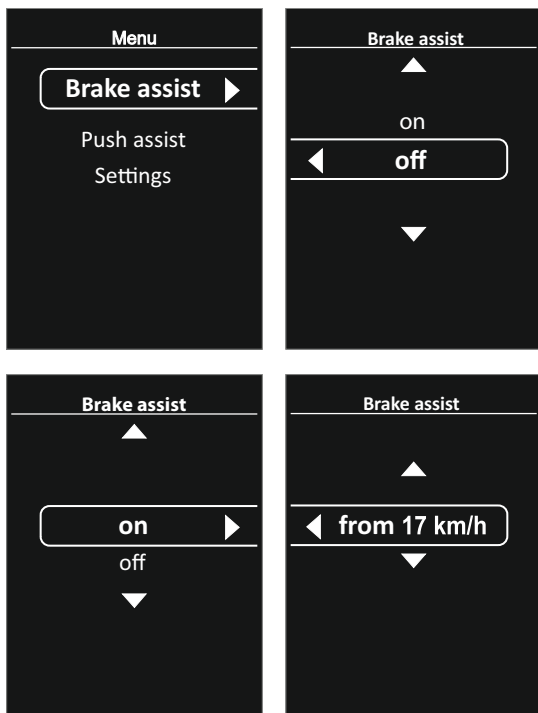 Menu
Brake assist
Push assist
Settings
Brake assist
on
off
Brake assist
on
off
Brake assist
from 17 km/h